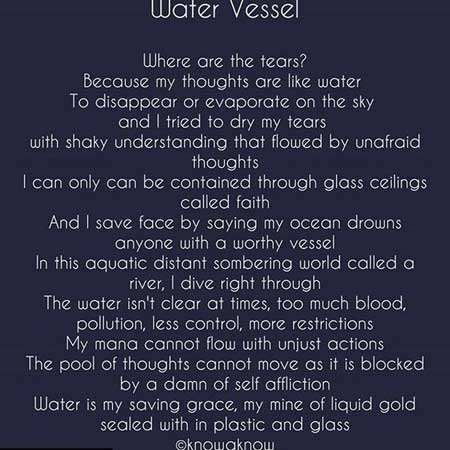 Water Vessel
Where are the tears?
Because my thoughts are like water
To disappear or evaporate on the sky
and I tried to dry my tears
with shaky understanding that flowed by unafraid
thoughts
I can only can be contained through glass ceilings
called faith
And I save face by saying my ocean drowns
anyone with a worthy vessel
In this aquatic distant sombering world called a
river, I dive right through
The water isn't clear at times, too much blood,
pollution, less control, more restrictions
My mana cannot flow with unjust actions
The pool of thoughts cannot move as it is blocked
by a damn of self affliction
Water is my saving grace, my mine of liquid gold
sealed with in plastic and glass
©knowaknow